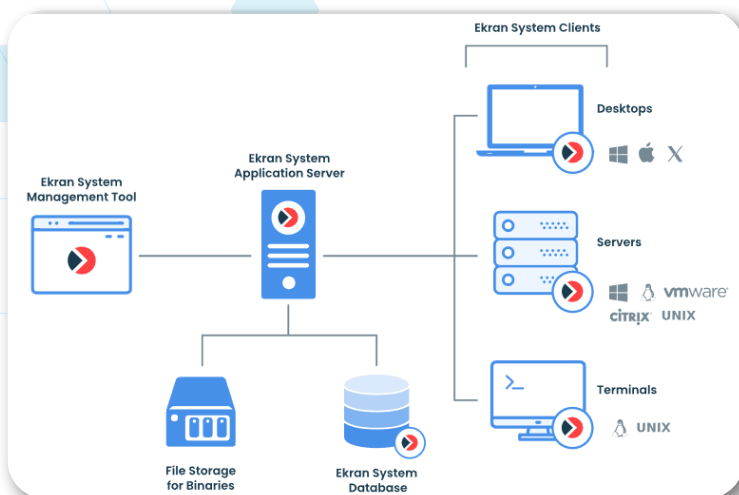 Ekran System Clients
Desktops
Ekran System
Application Server
Ekran System
Management Tool
Servers
vmware
CITRIX UNIX
Terminals
>_
UNIX
File Storage
for Binaries
Ekran System
Database